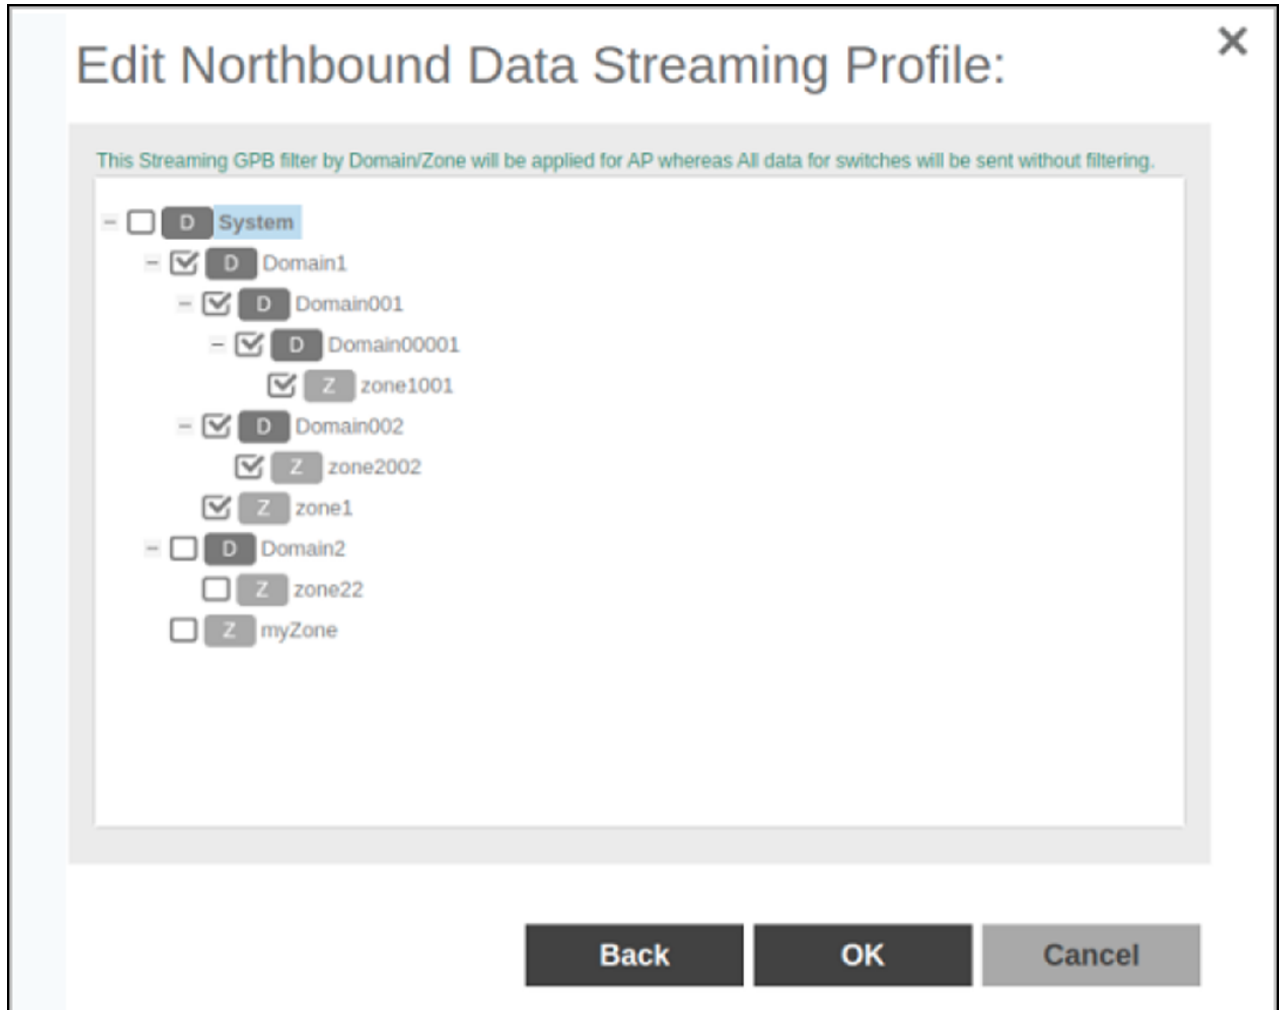 Edit Northbound Data Streaming Profile:
This Streaming GPB filter by Domain/Zone will be applied for AP whereas All data for switches will be sent without filtering.
D System
D Domain1
D Domain001
D Domain00001
Z zone1001
D Domain002
Z zone2002
Z zone1
D Domain2
Z zone22
Z myZone
Back OK Cancel